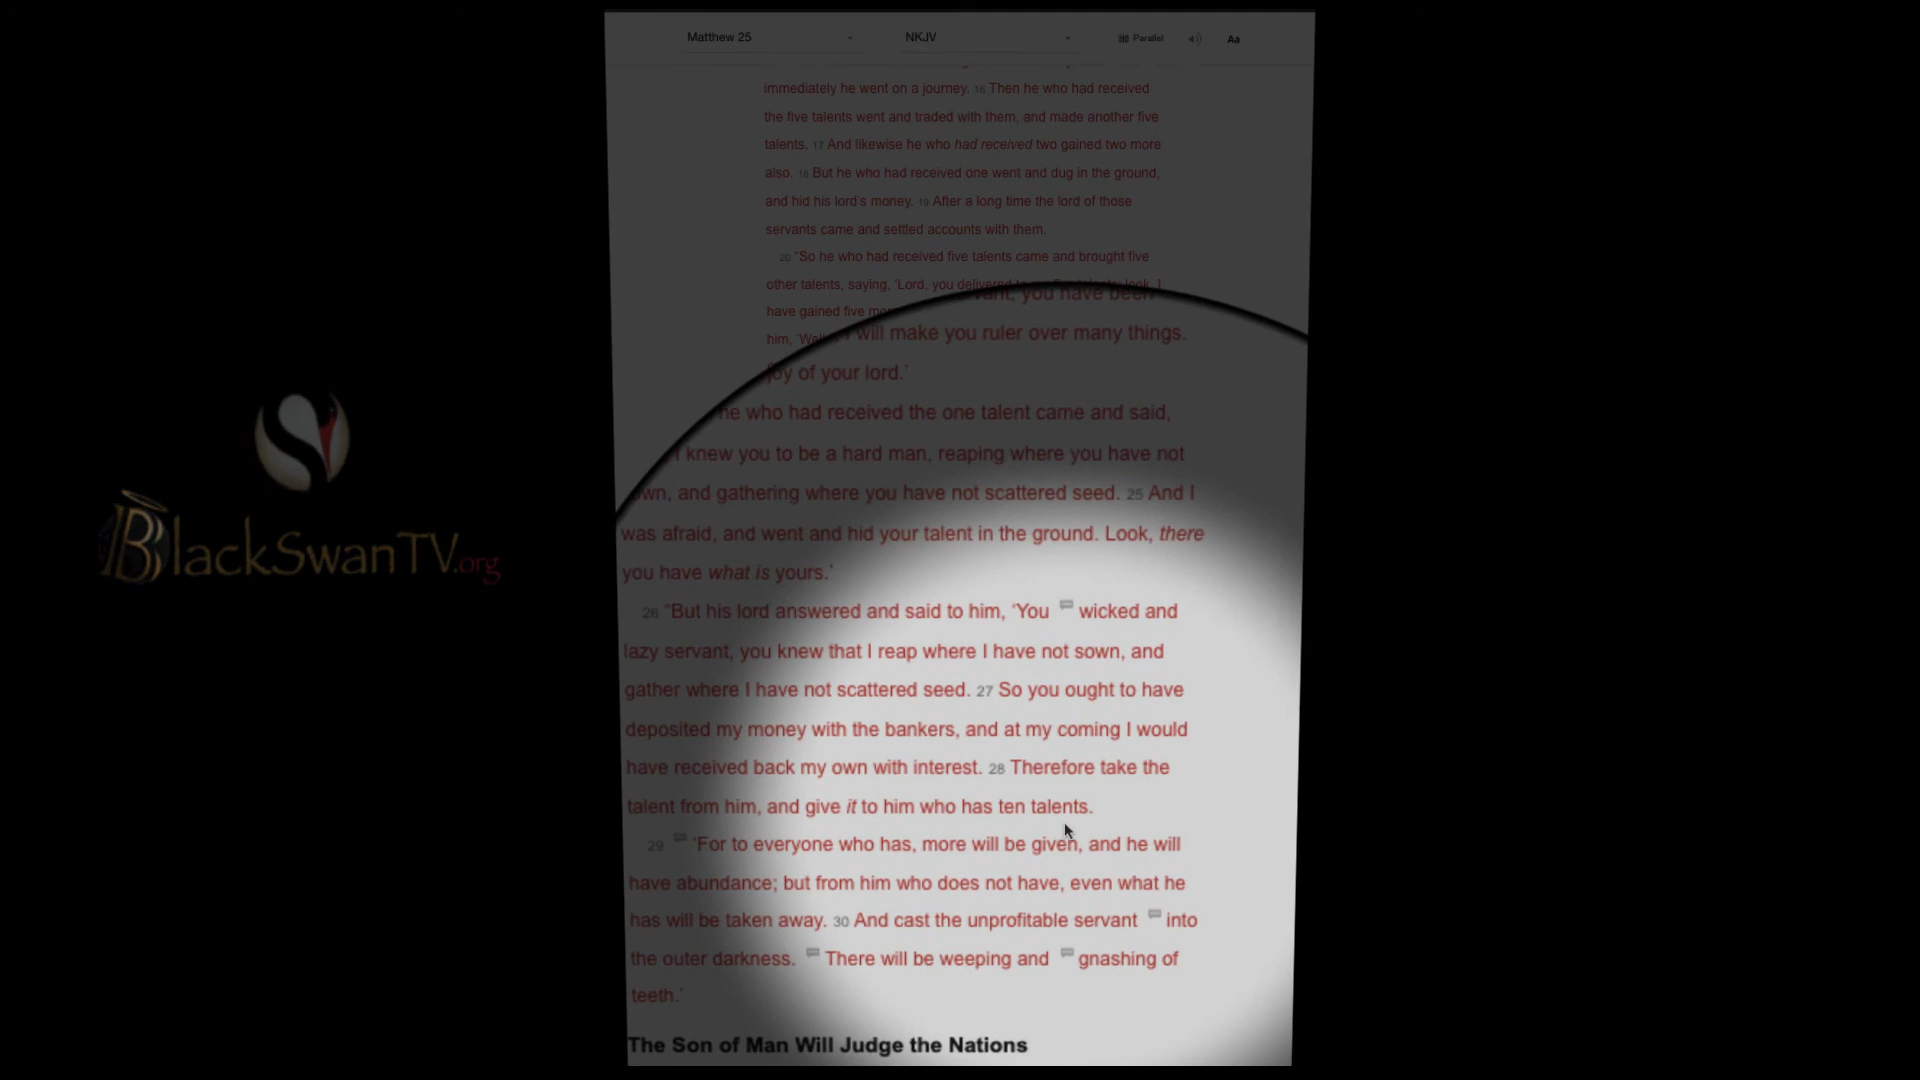 Matthew 25
NKJV
Parallel
Aa
immediately he went on a journey. 16 Then he who had received
the five talents went and traded with them, and made another five
talents. 17 And likewise he who had received two gained two more
also. 18 But he who had received one went and dug in the ground,
and hid his lord's money. 19 After a long time the lord of those
servants came and settled accounts with them.
20 "So he who had received five talents came and brought five
other talents, saying, 'Lord, you delivered
have gained five
him,
you have been
will make you ruler over many things.
joy of your lord.'
he who had received the one talent came and said,
I knew you to be a hard man, reaping where you have not
sown, and gathering where you have not scattered seed. 25 And I
was afraid, and went and hid your talent in the ground. Look, there
you have what is yours.'
26 "But his lord answered and said to him, 'You wicked and
lazy servant, you knew that I reap where I have not sown, and
gather where I have not scattered seed. 27 So you ought to have
deposited my money with the bankers, and at my coming I would
have received back my own with interest. 28 Therefore take the
talent from him, and give it to him who has ten talents.
29 'For to everyone who has, more will be given, and he will
have abundance; but from him who does not have, even what he
has will be taken away. 30 And cast the unprofitable servant into
the outer darkness. There will be weeping and gnashing of
teeth.'
The Son of Man Will Judge the Nations
BlackSwanTV.org